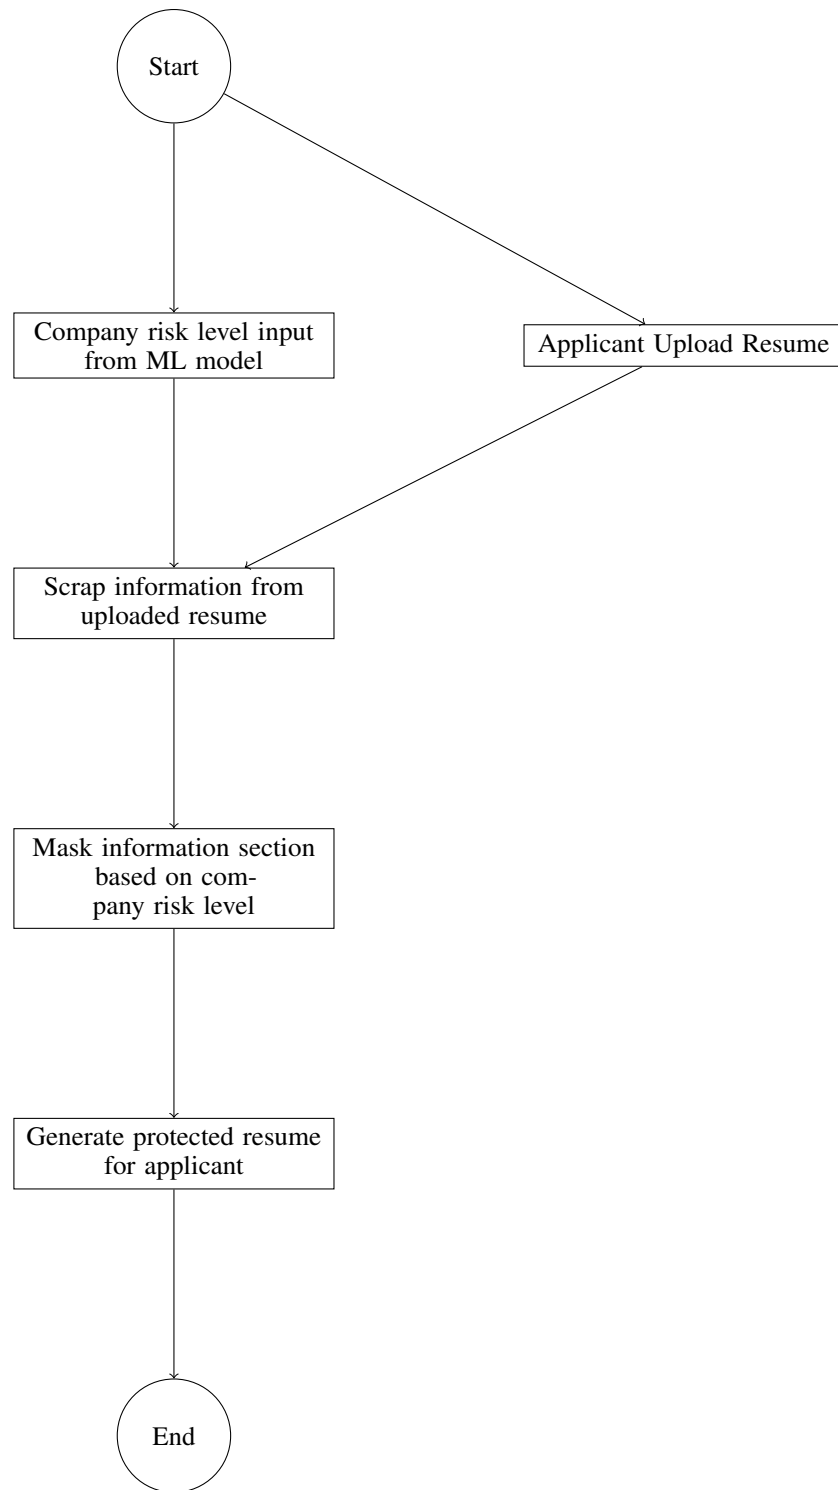 Start
Company risk level input
from ML model
Applicant Upload Resume
Scrap information from
uploaded resume
Mask information section
based on com-
pany risk level
Generate protected resume
for applicant
End